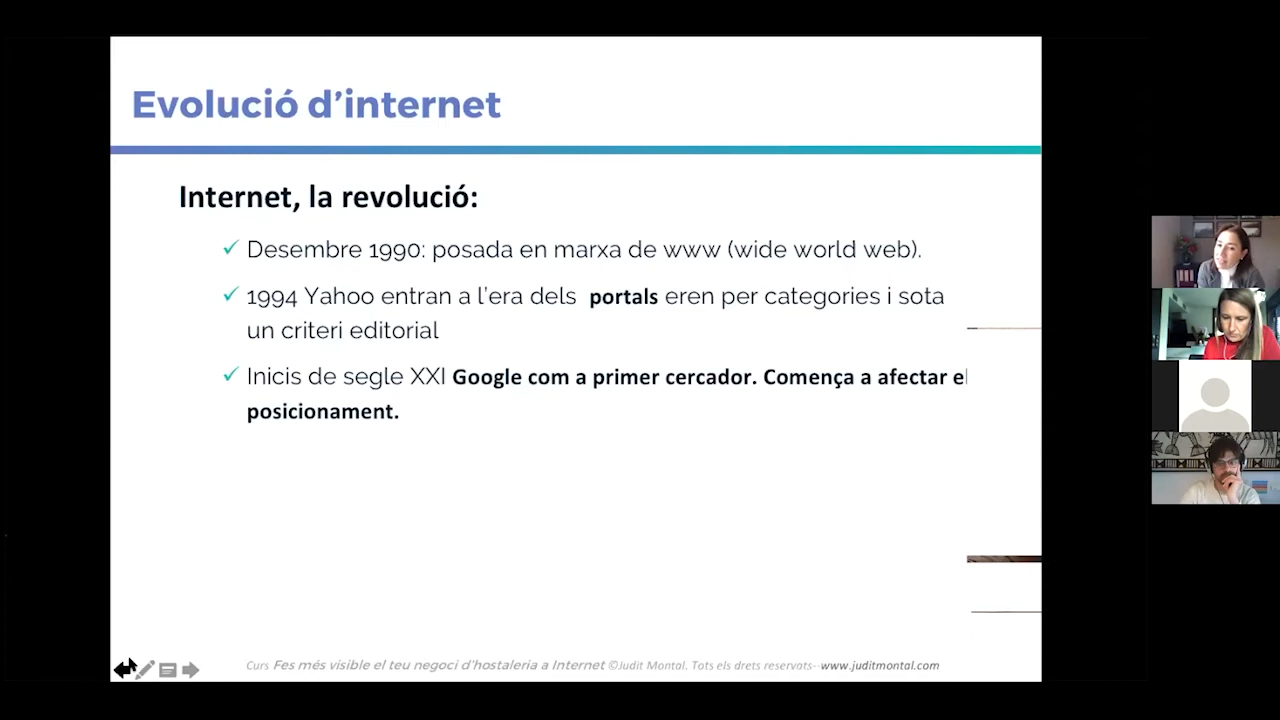 Evolució d’internet
Internet, la revolució:
Desembre 1990: posada en marxa de www (wide world web).
1994 Yahoo entran a l’era dels portals eren per categories i sota
un criteri editorial
Inicis de segle XXI Google com a primer cercador. Comença a afectar el
posicionament.
Curs Fes més visible el teu negoci d’hostaleria a Internet ©Judit Montal. Tots els drets reservats- www.juditmontal.com